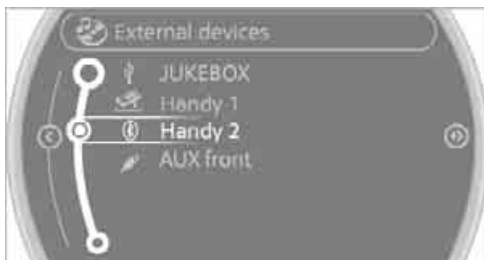 External devices
JUKEBOX
Handy 1
Handy 2
AUX front